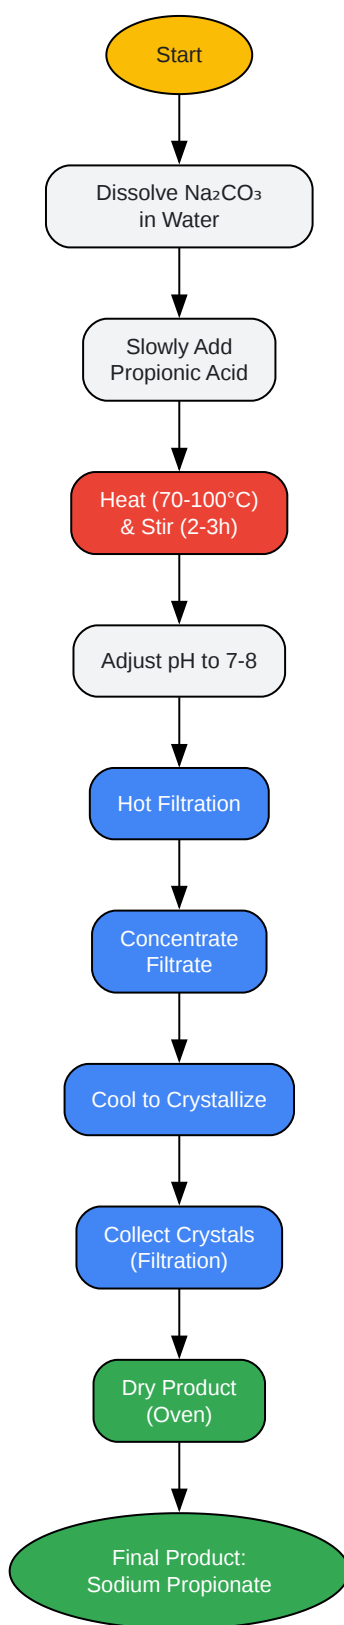 Start
Dissolve Na₂CO₃
in Water
Slowly Add
Propionic Acid
Heat (70-100°C)
& Stir (2-3h)
Adjust pH to 7-8
Hot Filtration
Concentrate
Filtrate
Cool to Crystallize
Collect Crystals
(Filtration)
Dry Product
(Oven)
Final Product:
Sodium Propionate